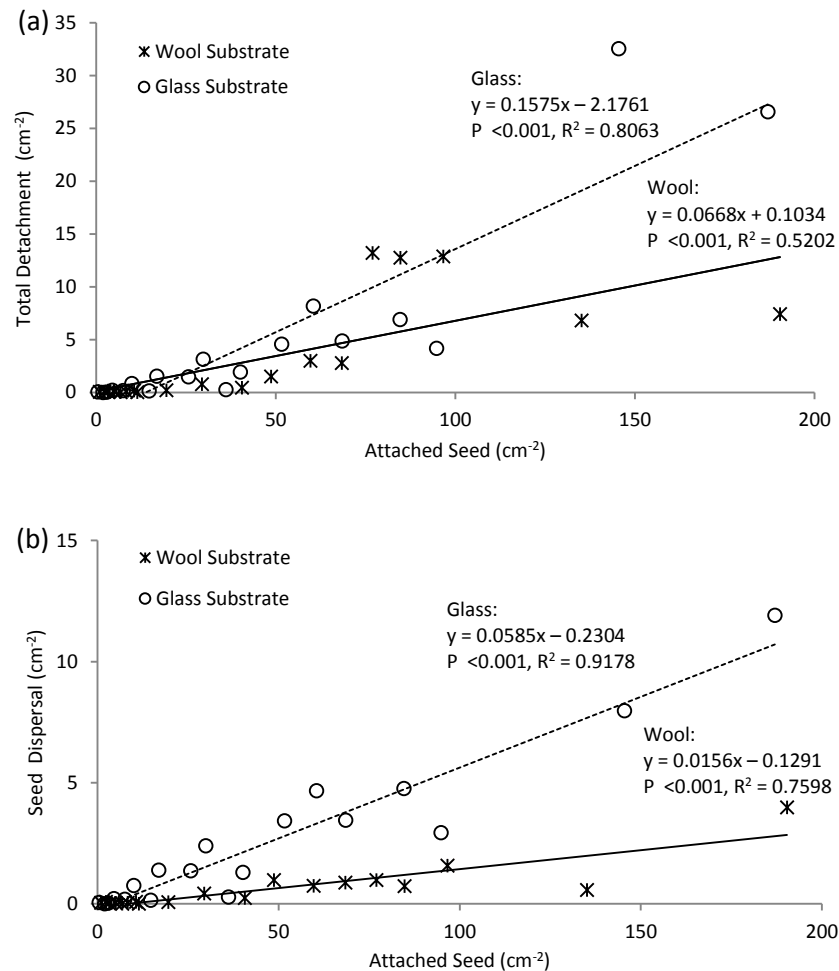 (a)
35
30
25
20
15
10
5
0
Total Detachment (cm⁻²)
Wool Substrate
Glass Substrate
Glass:
y = 0.1575x – 2.1761
P <0.001, R² = 0.8063
Wool:
y = 0.0668x + 0.1034
P <0.001, R² = 0.5202
0 50 100 150 200
Attached Seed (cm⁻²)
(b)
15
10
5
0
Seed Dispersal (cm⁻²)
Wool Substrate
Glass Substrate
Glass:
y = 0.0585x – 0.2304
P <0.001, R² = 0.9178
Wool:
y = 0.0156x – 0.1291
P <0.001, R² = 0.7598
0 50 100 150 200
Attached Seed (cm⁻²)